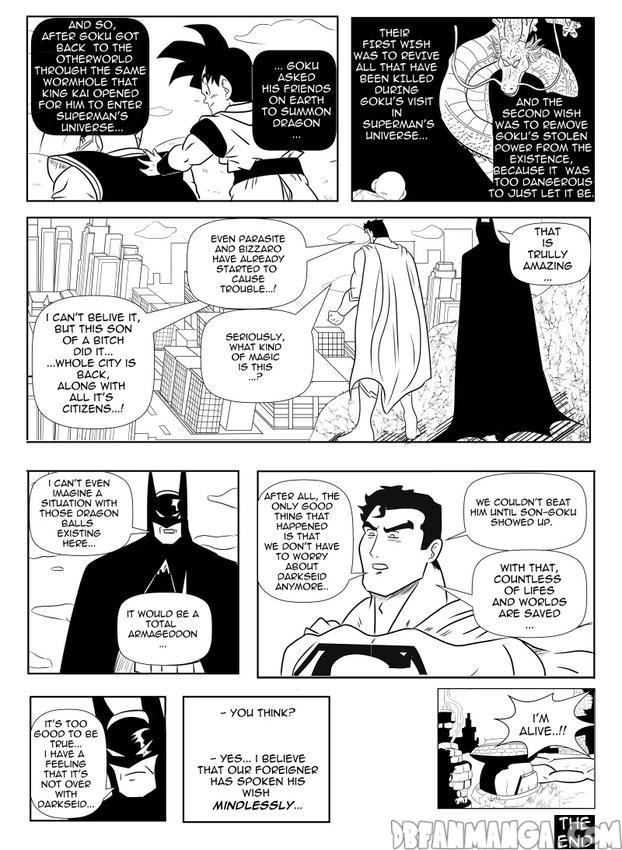 AND SO,
AFTER GOKU GOT
BACK TO THE
OTHERWORLD
THROUGH THE SAME
WORMHOLE THAT
KING KAI OPENED
FOR HIM TO ENTER
SUPERMAN'S
UNIVERSE...
... GOKU
ASKED
HIS FRIENDS
ON EARTH
TO SUMMON
DRAGON
...
THEIR
FIRST WISH
WAS TO REVIVE
ALL THAT HAVE
BEEN KILLED
DURING
GOKU'S VISIT
IN
SUPERMAN'S
UNIVERSE...
AND THE
SECOND WISH
WAS TO REMOVE
GOKU'S STOLEN
POWER FROM THE
EXISTENCE,
BECAUSE IT WAS
TOO DANGEROUS
TO JUST LET IT BE.
EVEN PARASITE
AND BIZZARO
HAVE ALREADY
STARTED TO
CAUSE
TROUBLE...!
THAT
IS
TRULLY
AMAZING
...
I CAN'T BELIVE IT,
BUT THIS SON
OF A BITCH
DID IT...
...WHOLE CITY IS
BACK,
ALONG WITH
ALL IT'S
CITIZENS...!
SERIOUSLY,
WHAT KIND
OF MAGIC
IS THIS
...?
I CAN'T EVEN
IMAGINE A
SITUATION WITH
THOSE DRAGON
BALLS
EXISTING
HERE...
IT WOULD BE A
TOTAL
ARMAGEDDON
...
AFTER ALL, THE
ONLY GOOD
THING THAT
HAPPENED
IS THAT
WE DON'T HAVE
TO WORRY
ABOUT
DARKSEID
ANYMORE..
WE COULDN'T BEAT
HIM UNTIL SON-GOKU
SHOWED UP.
WITH THAT,
COUNTLESS
OF LIFES
AND WORLDS
ARE SAVED
...
IT'S TOO
GOOD TO BE
TRUE...
I HAVE A
FEELING
THAT IT'S
NOT OVER
WITH
DARKSEID...
- YOU THINK?
- YES... I BELIEVE
THAT OUR FOREIGNER
HAS SPOKEN HIS
WISH
MINDLESSLY...
I'M
ALIVE..!!
THE
END
DBFANMANGA.COM